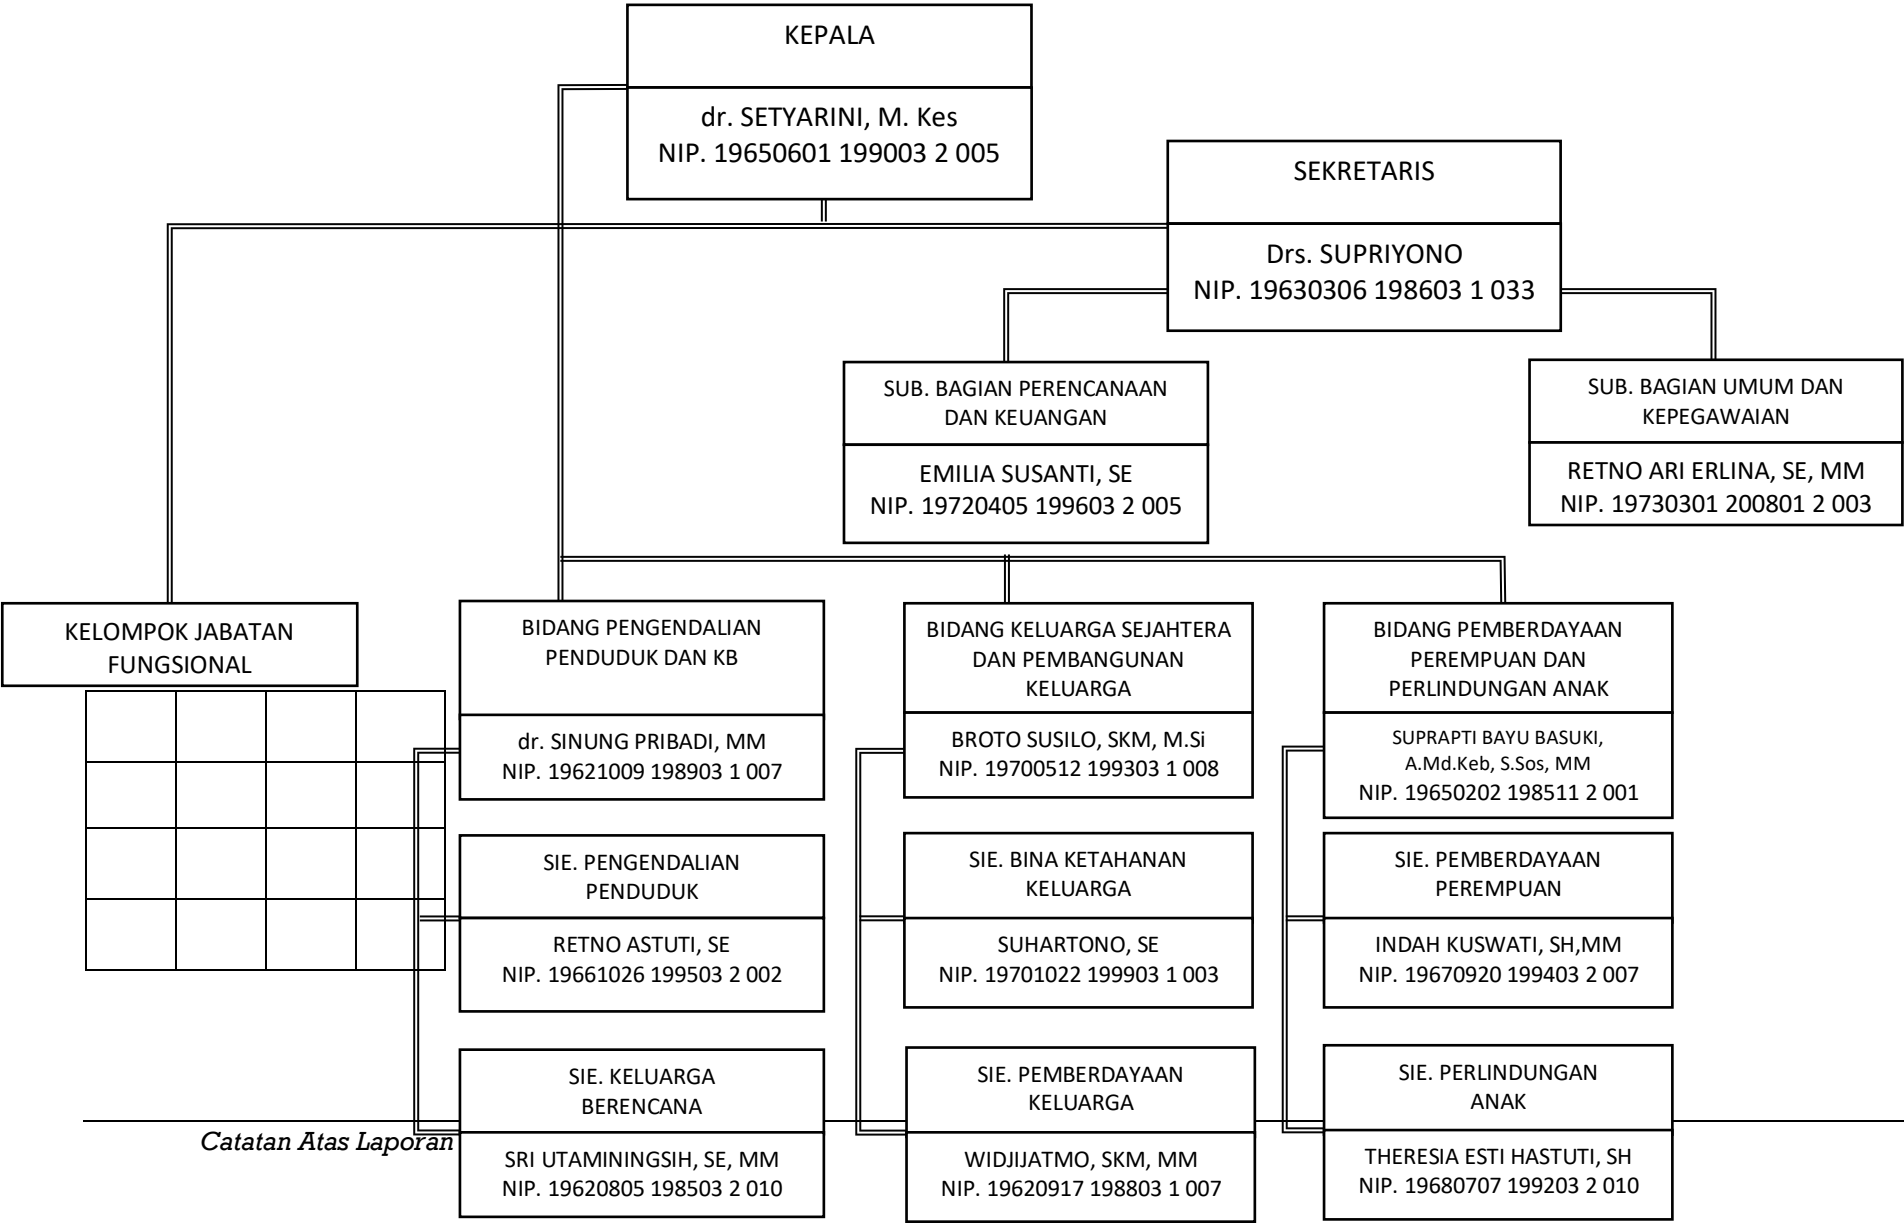 KEPALA
dr. SETYARINI, M. Kes
NIP. 19650601 199003 2 005
SEKRETARIS
Drs. SUPRIYONO
NIP. 19630306 198603 1 033
SUB. BAGIAN PERENCANAAN
DAN KEUANGAN
EMILIA SUSANTI, SE
NIP. 19720405 199603 2 005
SUB. BAGIAN UMUM DAN
KEPEGAWAIAN
RETNO ARI ERLINA, SE, MM
NIP. 19730301 200801 2 003
KELOMPOK JABATAN
FUNGSIONAL
BIDANG PENGENDALIAN
PENDUDUK DAN KB
dr. SINUNG PRIBADI, MM
NIP. 19621009 198903 1 007
BIDANG KELUARGA SEJAHTERA
DAN PEMBANGUNAN
KELUARGA
BROTO SUSILO, SKM, M.Si
NIP. 19700512 199303 1 008
BIDANG PEMBERDAYAAN
PEREMPUAN DAN
PERLINDUNGAN ANAK
SUPRAPTI BAYU BASUKI,
A.Md.Keb, S.Sos, MM
NIP. 19650202 198511 2 001
SIE. PENGENDALIAN
PENDUDUK
RETNO ASTUTI, SE
NIP. 19661026 199503 2 002
SIE. BINA KETAHANAN
KELUARGA
SUHARTONO, SE
NIP. 19701022 199903 1 003
SIE. PEMBERDAYAAN
PEREMPUAN
INDAH KUSWATI, SH,MM
NIP. 19670920 199403 2 007
SIE. KELUARGA
BERENCANA
SRI UTAMININGSIH, SE, MM
NIP. 19620805 198503 2 010
SIE. PEMBERDAYAAN
KELUARGA
WIDJIJATMO, SKM, MM
NIP. 19620917 198803 1 007
SIE. PERLINDUNGAN
ANAK
THERESIA ESTI HASTUTI, SH
NIP. 19680707 199203 2 010
Catatan Atas Laporan